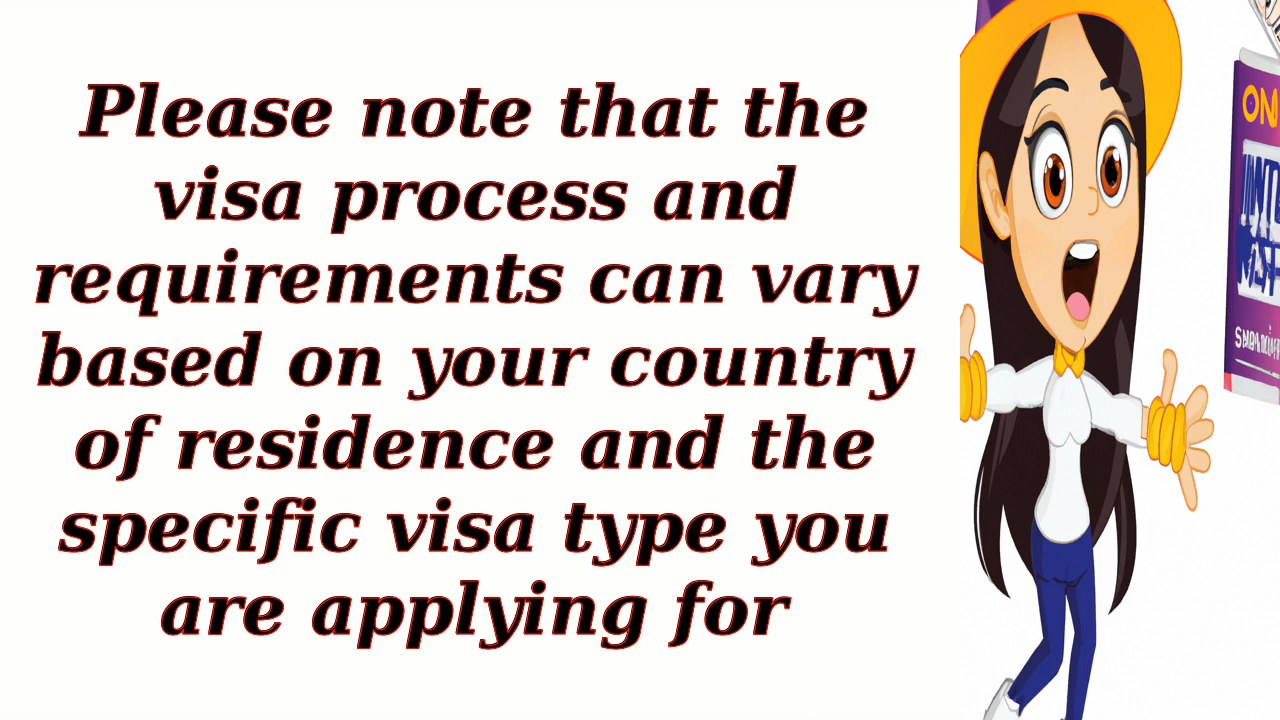 Please note that the
visa process and
requirements can vary
based on your country
of residence and the
specific visa type you
are applying for
ON